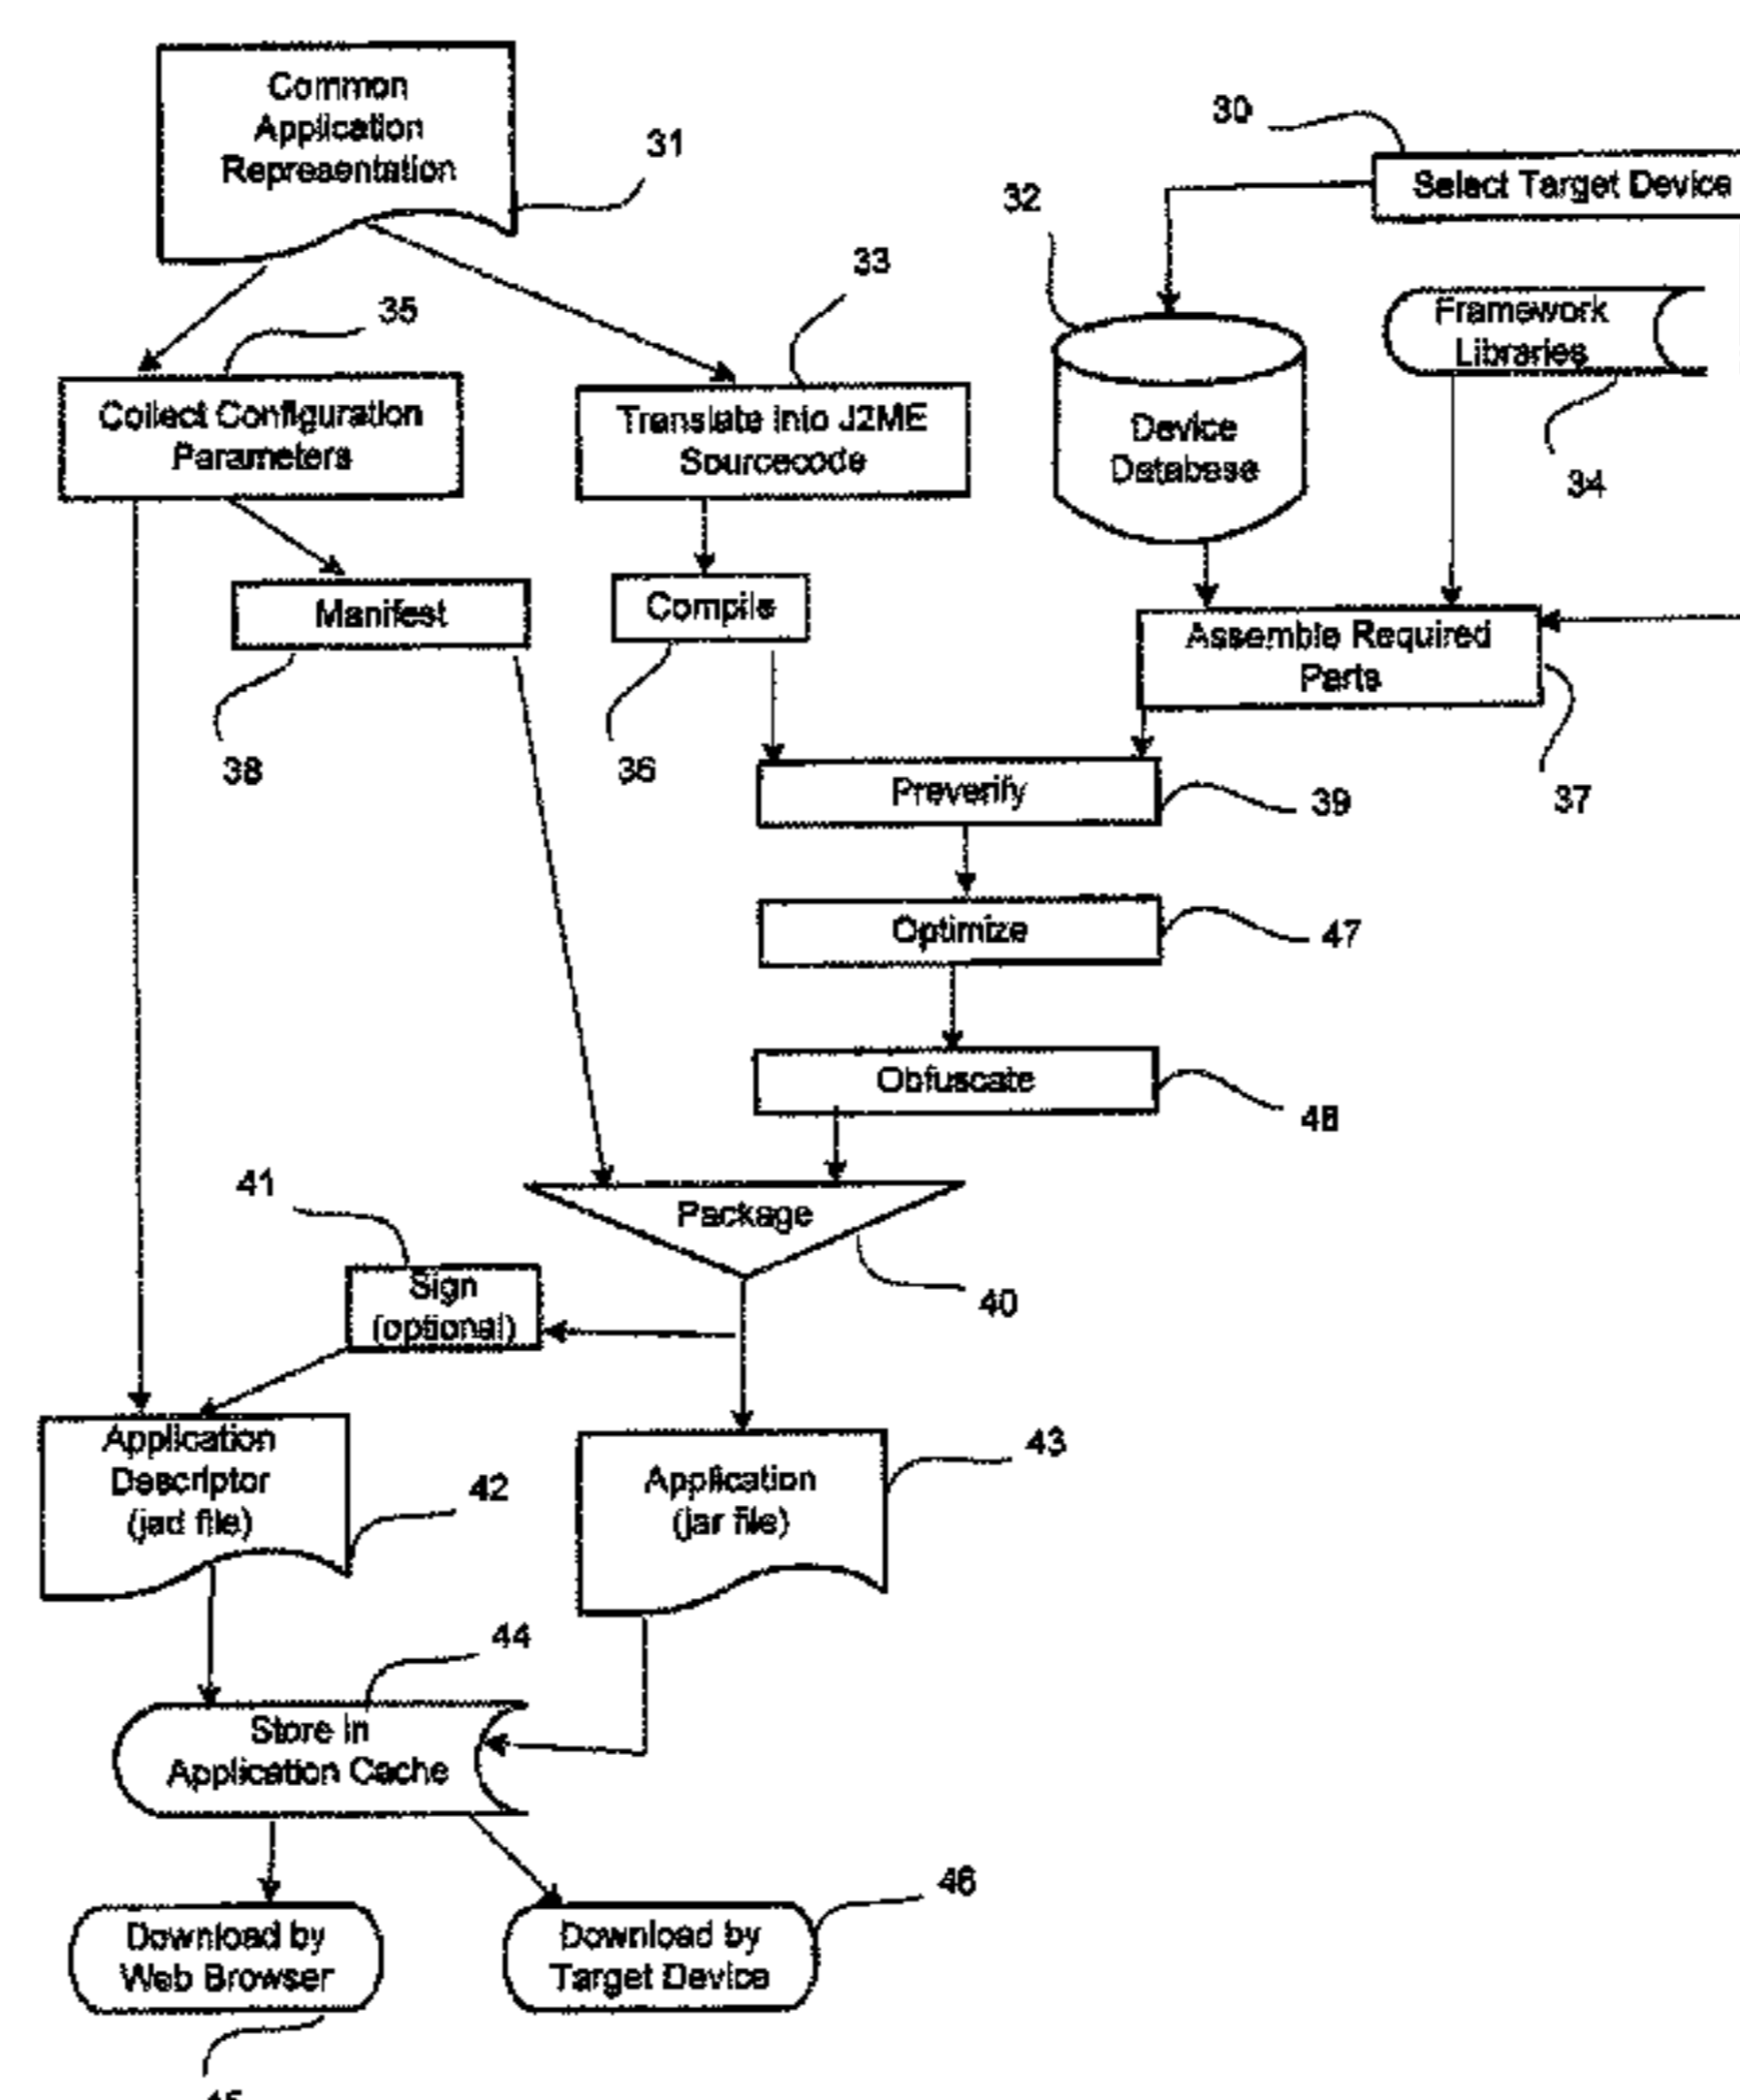 Common
Application
Representation
31
30
Select Target Device
32
33
35
Framework
Libraries
34
Collect Configuration
Parameters
Translate into J2ME
Sourcecode
Device
Database
Manifest
38
Compile
36
Assemble Required
Parts
37
Preverify
39
Optimize
47
Obfuscate
48
Package
40
41
Sign
(optional)
Application
Descriptor
(jad file)
42
Application
(jar file)
43
44
Store in
Application Cache
Download by
Web Browser
Download by
Target Device
46